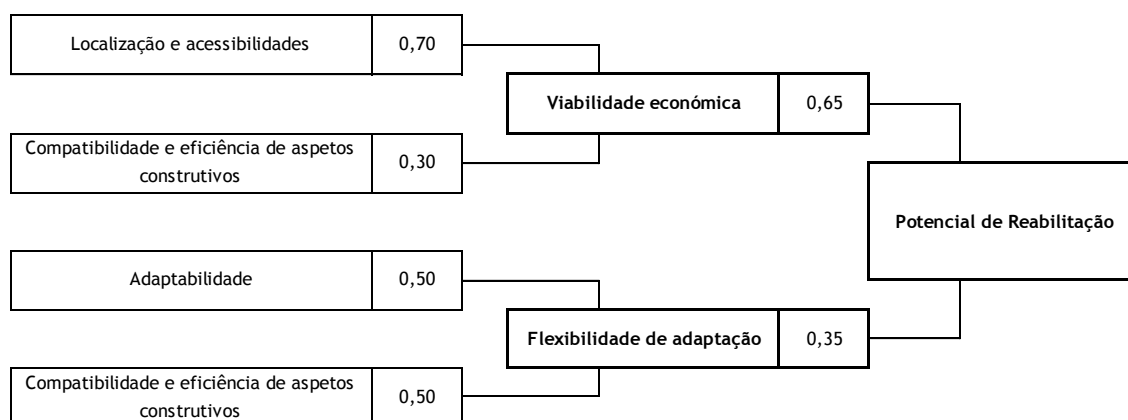 Localização e acessibilidades
0,70
Viabilidade económica
0,65
Compatibilidade e eficiência de aspetos
construtivos
0,30
Potencial de Reabilitação
Adaptabilidade
0,50
Flexibilidade de adaptação
0,35
Compatibilidade e eficiência de aspetos
construtivos
0,50